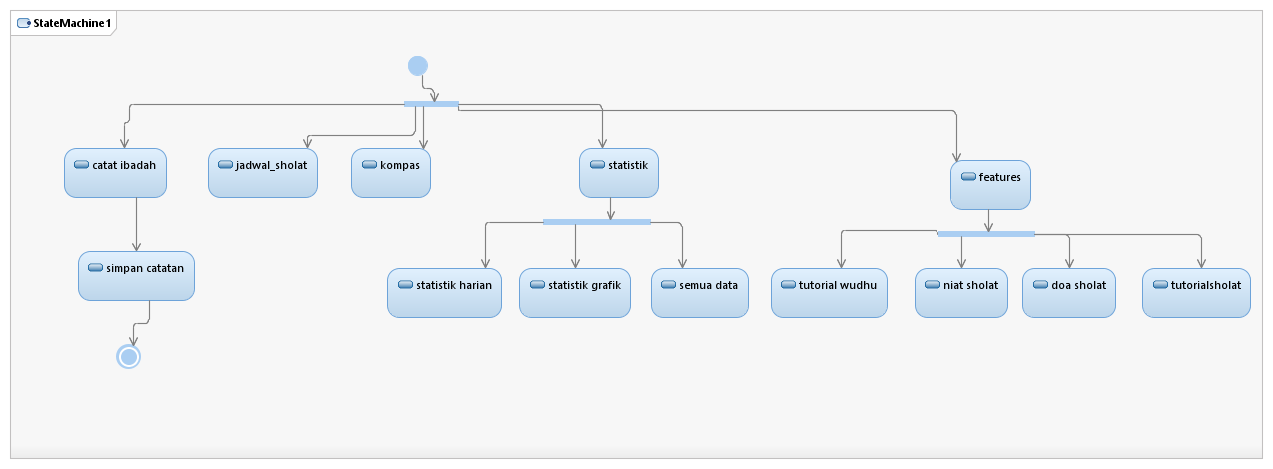 StateMachine1
catat ibadah
jadwal_sholat
kompas
statistik
features
simpan catatan
statistik harian
statistik grafik
semua data
tutorial wudhu
niat sholat
doa sholat
tutorialsholat